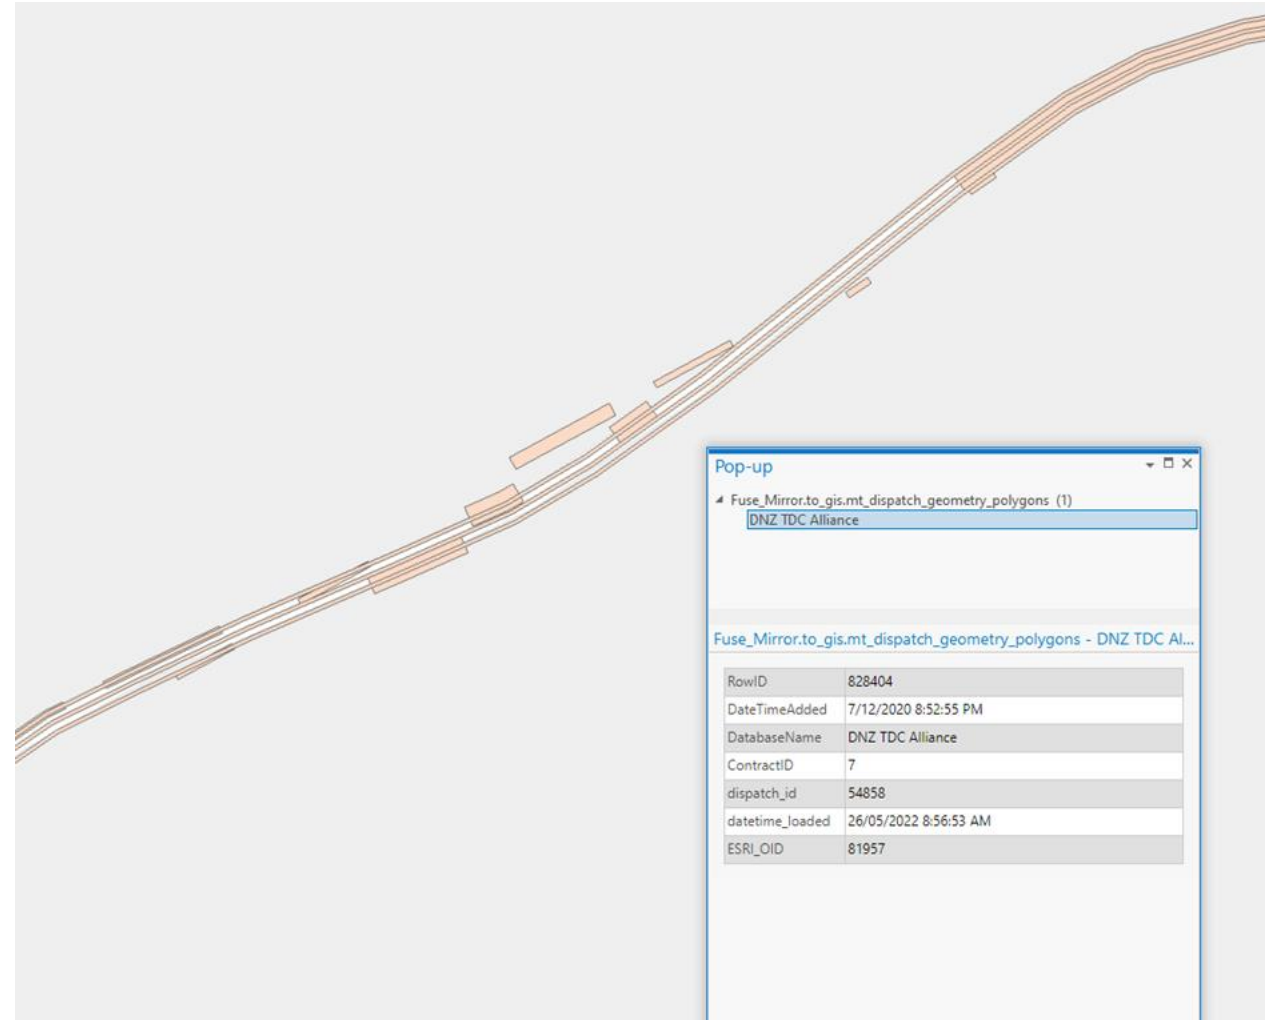 Pop-up
Fuse_Mirror.to_gis.mt_dispatch_geometry_polygons (1)
DNZ TDC Alliance
Fuse_Mirror.to_gis.mt_dispatch_geometry_polygons - DNZ TDC Al...
RowID 828404
DateTimeAdded 7/12/2020 8:52:55 PM
DatabaseName DNZ TDC Alliance
ContractID 7
dispatch_id 54858
datetime_loaded 26/05/2022 8:56:53 AM
ESRI_OID 81957